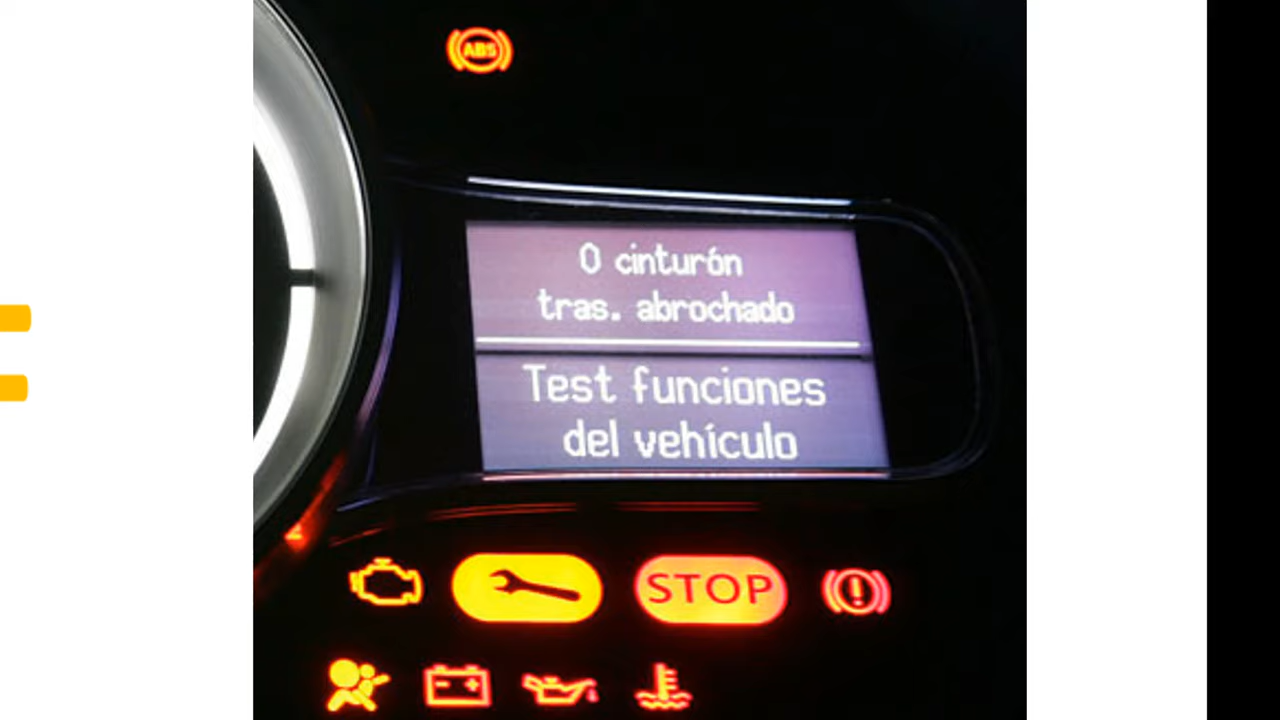 ABS
0 cinturón
tras. abrochado
Test funciones
del vehículo
STOP